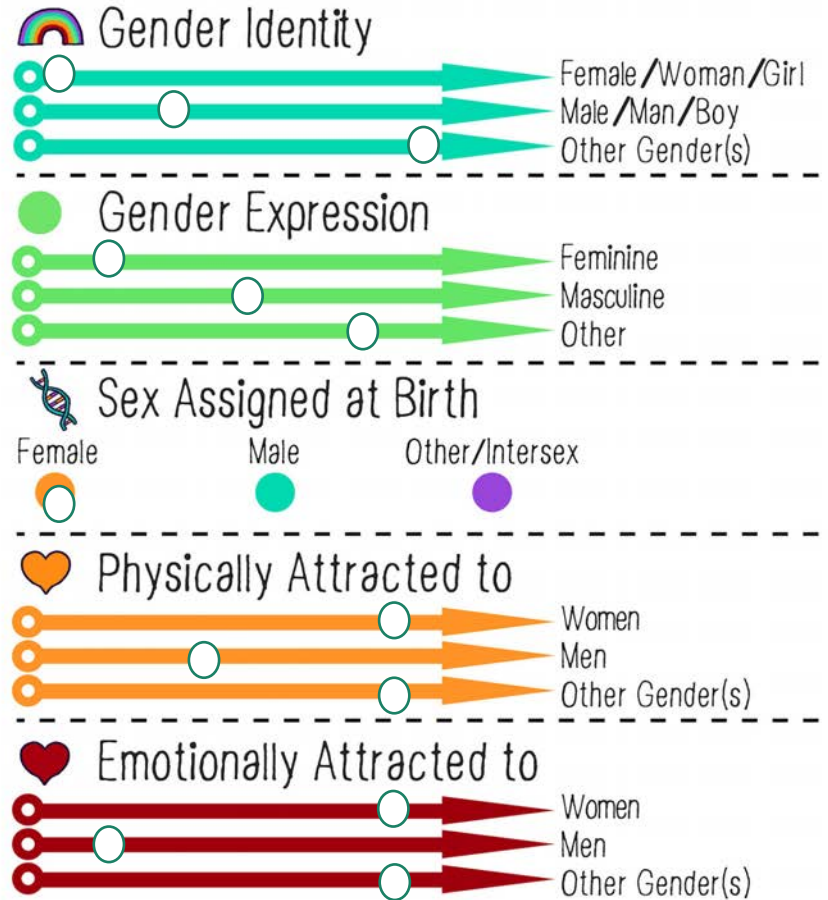 Gender Identity
Female/Woman/Girl
Male/Man/Boy
Other Gender(s)
Gender Expression
Feminine
Masculine
Other
Sex Assigned at Birth
Female Male Other/Intersex
Physically Attracted to
Women
Men
Other Gender(s)
Emotionally Attracted to
Women
Men
Other Gender(s)